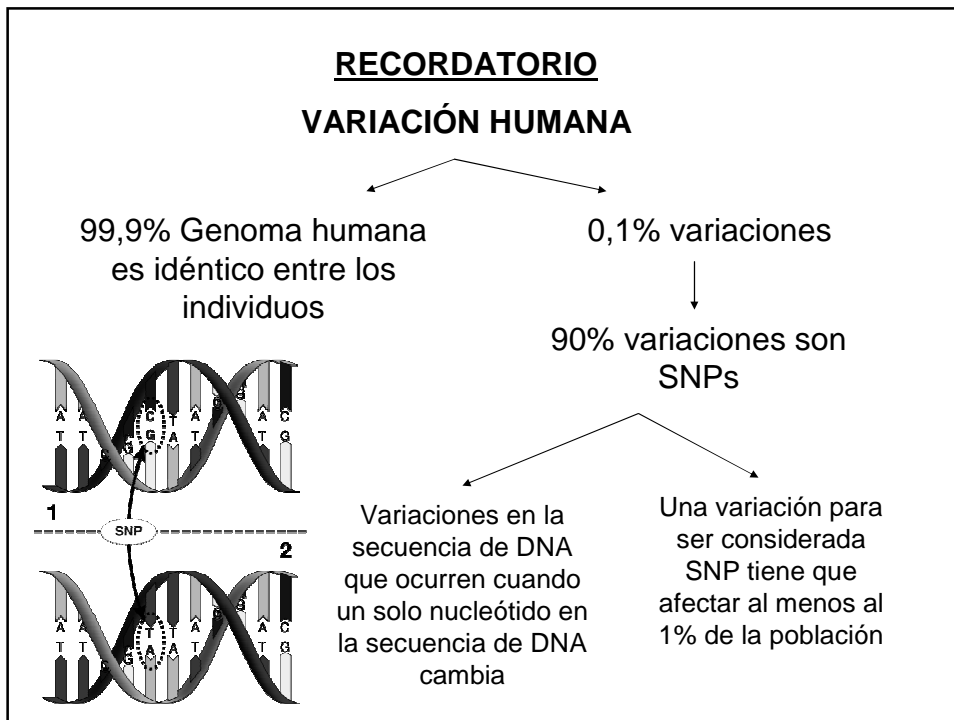 RECORDATORIO
VARIACIÓN HUMANA
99,9% Genoma humana
es idéntico entre los
individuos
0,1% variaciones
90% variaciones son
SNPs
Variaciones en la
secuencia de DNA
que ocurren cuando
un solo nucleótido en
la secuencia de DNA
cambia
Una variación para
ser considerada
SNP tiene que
afectar al menos al
1% de la población
A A C T A G A C
T T G A G A T T G
1
SNP
2
A A T T A G A C
T T G A A A T T G